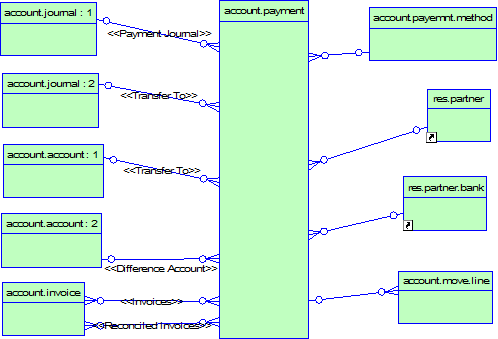 account.journal : 1
account.payment
account.payemnt.method
<<Payment Journal>>
account.journal : 2
<<Transfer To>>
res.partner
account.account : 1
<<Transfer To>>
res.partner.bank
account.account : 2
<<Difference Account>>
account.invoice
<<Invoices>>
account.move.line
<<Reconcited Invoices>>